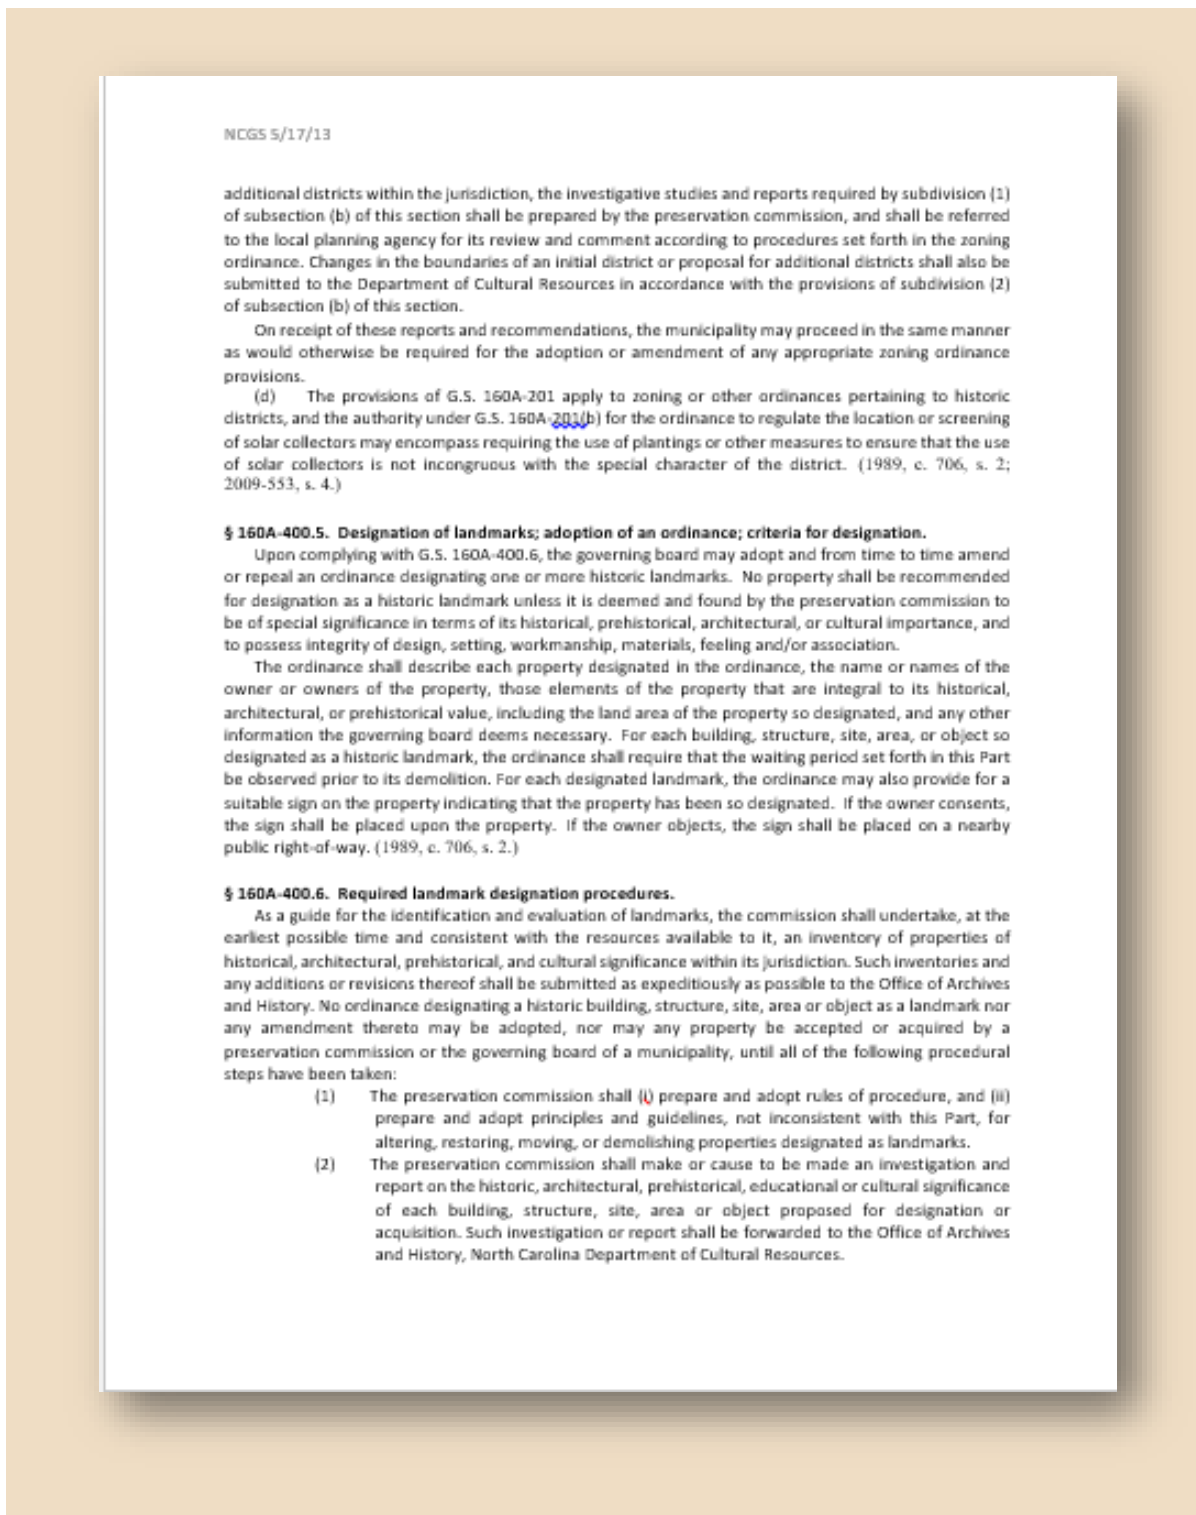 NCGS 5/17/13
additional districts within the jurisdiction, the investigative studies and reports required by subdivision (1)
of subsection (b) of this section shall be prepared by the preservation commission, and shall be referred
to the local planning agency for its review and comment according to procedures set forth in the zoning
ordinance. Changes in the boundaries of an initial district or proposal for additional districts shall also be
submitted to the Department of Cultural Resources in accordance with the provisions of subdivision (2)
of subsection (b) of this section.
On receipt of these reports and recommendations, the municipality may proceed in the same manner
as would otherwise be required for the adoption or amendment of any appropriate zoning ordinance
provisions.
(d) The provisions of G.S. 160A-201 apply to zoning or other ordinances pertaining to historic
districts, and the authority under G.S. 160A-201(b) for the ordinance to regulate the location or screening
of solar collectors may encompass requiring the use of plantings or other measures to ensure that the use
of solar collectors is not incongruous with the special character of the district. (1989, c. 706, s. 2;
2009-553, s. 4.)
§ 160A-400.5. Designation of landmarks; adoption of an ordinance; criteria for designation.
Upon complying with G.S. 160A-400.6, the governing board may adopt and from time to time amend
or repeal an ordinance designating one or more historic landmarks. No property shall be recommended
for designation as a historic landmark unless it is deemed and found by the preservation commission to
be of special significance in terms of its historical, prehistorical, architectural, or cultural importance, and
to possess integrity of design, setting, workmanship, materials, feeling and/or association.
The ordinance shall describe each property designated in the ordinance, the name or names of the
owner or owners of the property, those elements of the property that are integral to its historical,
architectural, or prehistorical value, including the land area of the property so designated, and any other
information the governing board deems necessary. For each building, structure, site, area, or object so
designated as a historic landmark, the ordinance shall require that the waiting period set forth in this Part
be observed prior to its demolition. For each designated landmark, the ordinance may also provide for a
suitable sign on the property indicating that the property has been so designated. If the owner consents,
the sign shall be placed upon the property. If the owner objects, the sign shall be placed on a nearby
public right-of-way. (1989, c. 706, s. 2.)
§ 160A-400.6. Required landmark designation procedures.
As a guide for the identification and evaluation of landmarks, the commission shall undertake, at the
earliest possible time and consistent with the resources available to it, an inventory of properties of
historical, architectural, prehistorical, and cultural significance within its jurisdiction. Such inventories and
any additions or revisions thereof shall be submitted as expeditiously as possible to the Office of Archives
and History. No ordinance designating a historic building, structure, site, area or object as a landmark nor
any amendment thereto may be adopted, nor may any property be accepted or acquired by a
preservation commission or the governing board of a municipality, until all of the following procedural
steps have been taken:
(1) The preservation commission shall (i) prepare and adopt rules of procedure, and (ii)
prepare and adopt principles and guidelines, not inconsistent with this Part, for
altering, restoring, moving, or demolishing properties designated as landmarks.
(2) The preservation commission shall make or cause to be made an investigation and
report on the historic, architectural, prehistorical, educational or cultural significance
of each building, structure, site, area or object proposed for designation or
acquisition. Such investigation or report shall be forwarded to the Office of Archives
and History, North Carolina Department of Cultural Resources.